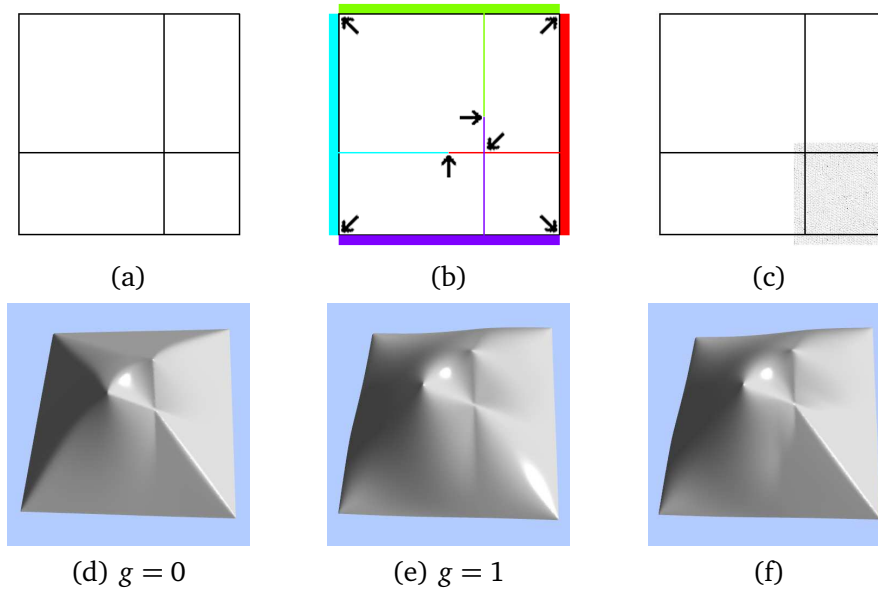 (a) (b) (c)
(d) g = 0 (e) g = 1 (f)